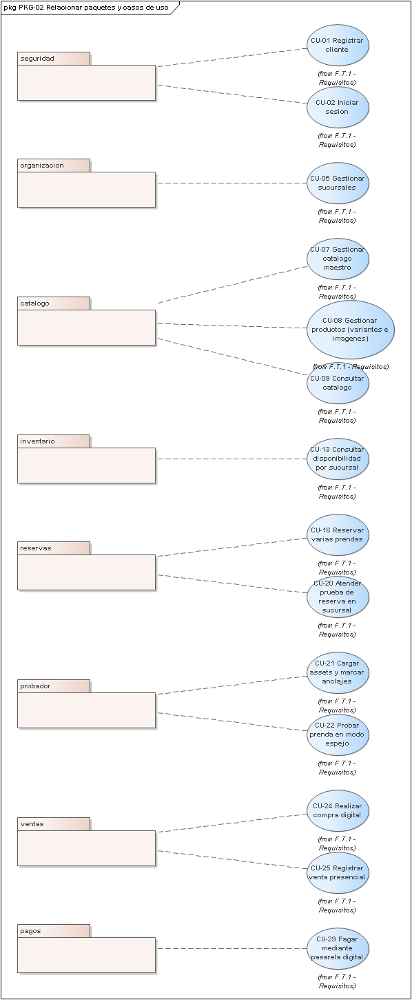 pkg PKG-02 Relacionar paquetes y casos de uso
seguridad
CU-01 Registrar
cliente
(from F.T.1 -
Requisitos)
CU-02 Iniciar
sesion
(from F.T.1 -
Requisitos)
organizacion
CU-05 Gestionar
sucursales
(from F.T.1 -
Requisitos)
catalogo
CU-07 Gestionar
catalogo
maestro
(from F.T.1 -
Requisitos)
CU-08 Gestionar
productos (variantes e
imagenes)
(from F.T.1 - Requisitos)
CU-09 Consultar
catalogo
(from F.T.1 -
Requisitos)
inventario
CU-13 Consultar
disponibilidad
por sucursal
(from F.T.1 -
Requisitos)
reservas
CU-16 Reservar
varias prendas
(from F.T.1 -
Requisitos)
CU-20 Atender
prueba de
reserva en
sucursal
(from F.T.1 -
Requisitos)
probador
CU-21 Cargar
assets y marcar
anclajes
(from F.T.1 -
Requisitos)
CU-22 Probar
prenda en modo
espejo
(from F.T.1 -
Requisitos)
ventas
CU-24 Realizar
compra digital
(from F.T.1 -
Requisitos)
CU-25 Registrar
venta presencial
(from F.T.1 -
Requisitos)
pagos
CU-29 Pagar
mediante
pasarela digital
(from F.T.1 -
Requisitos)